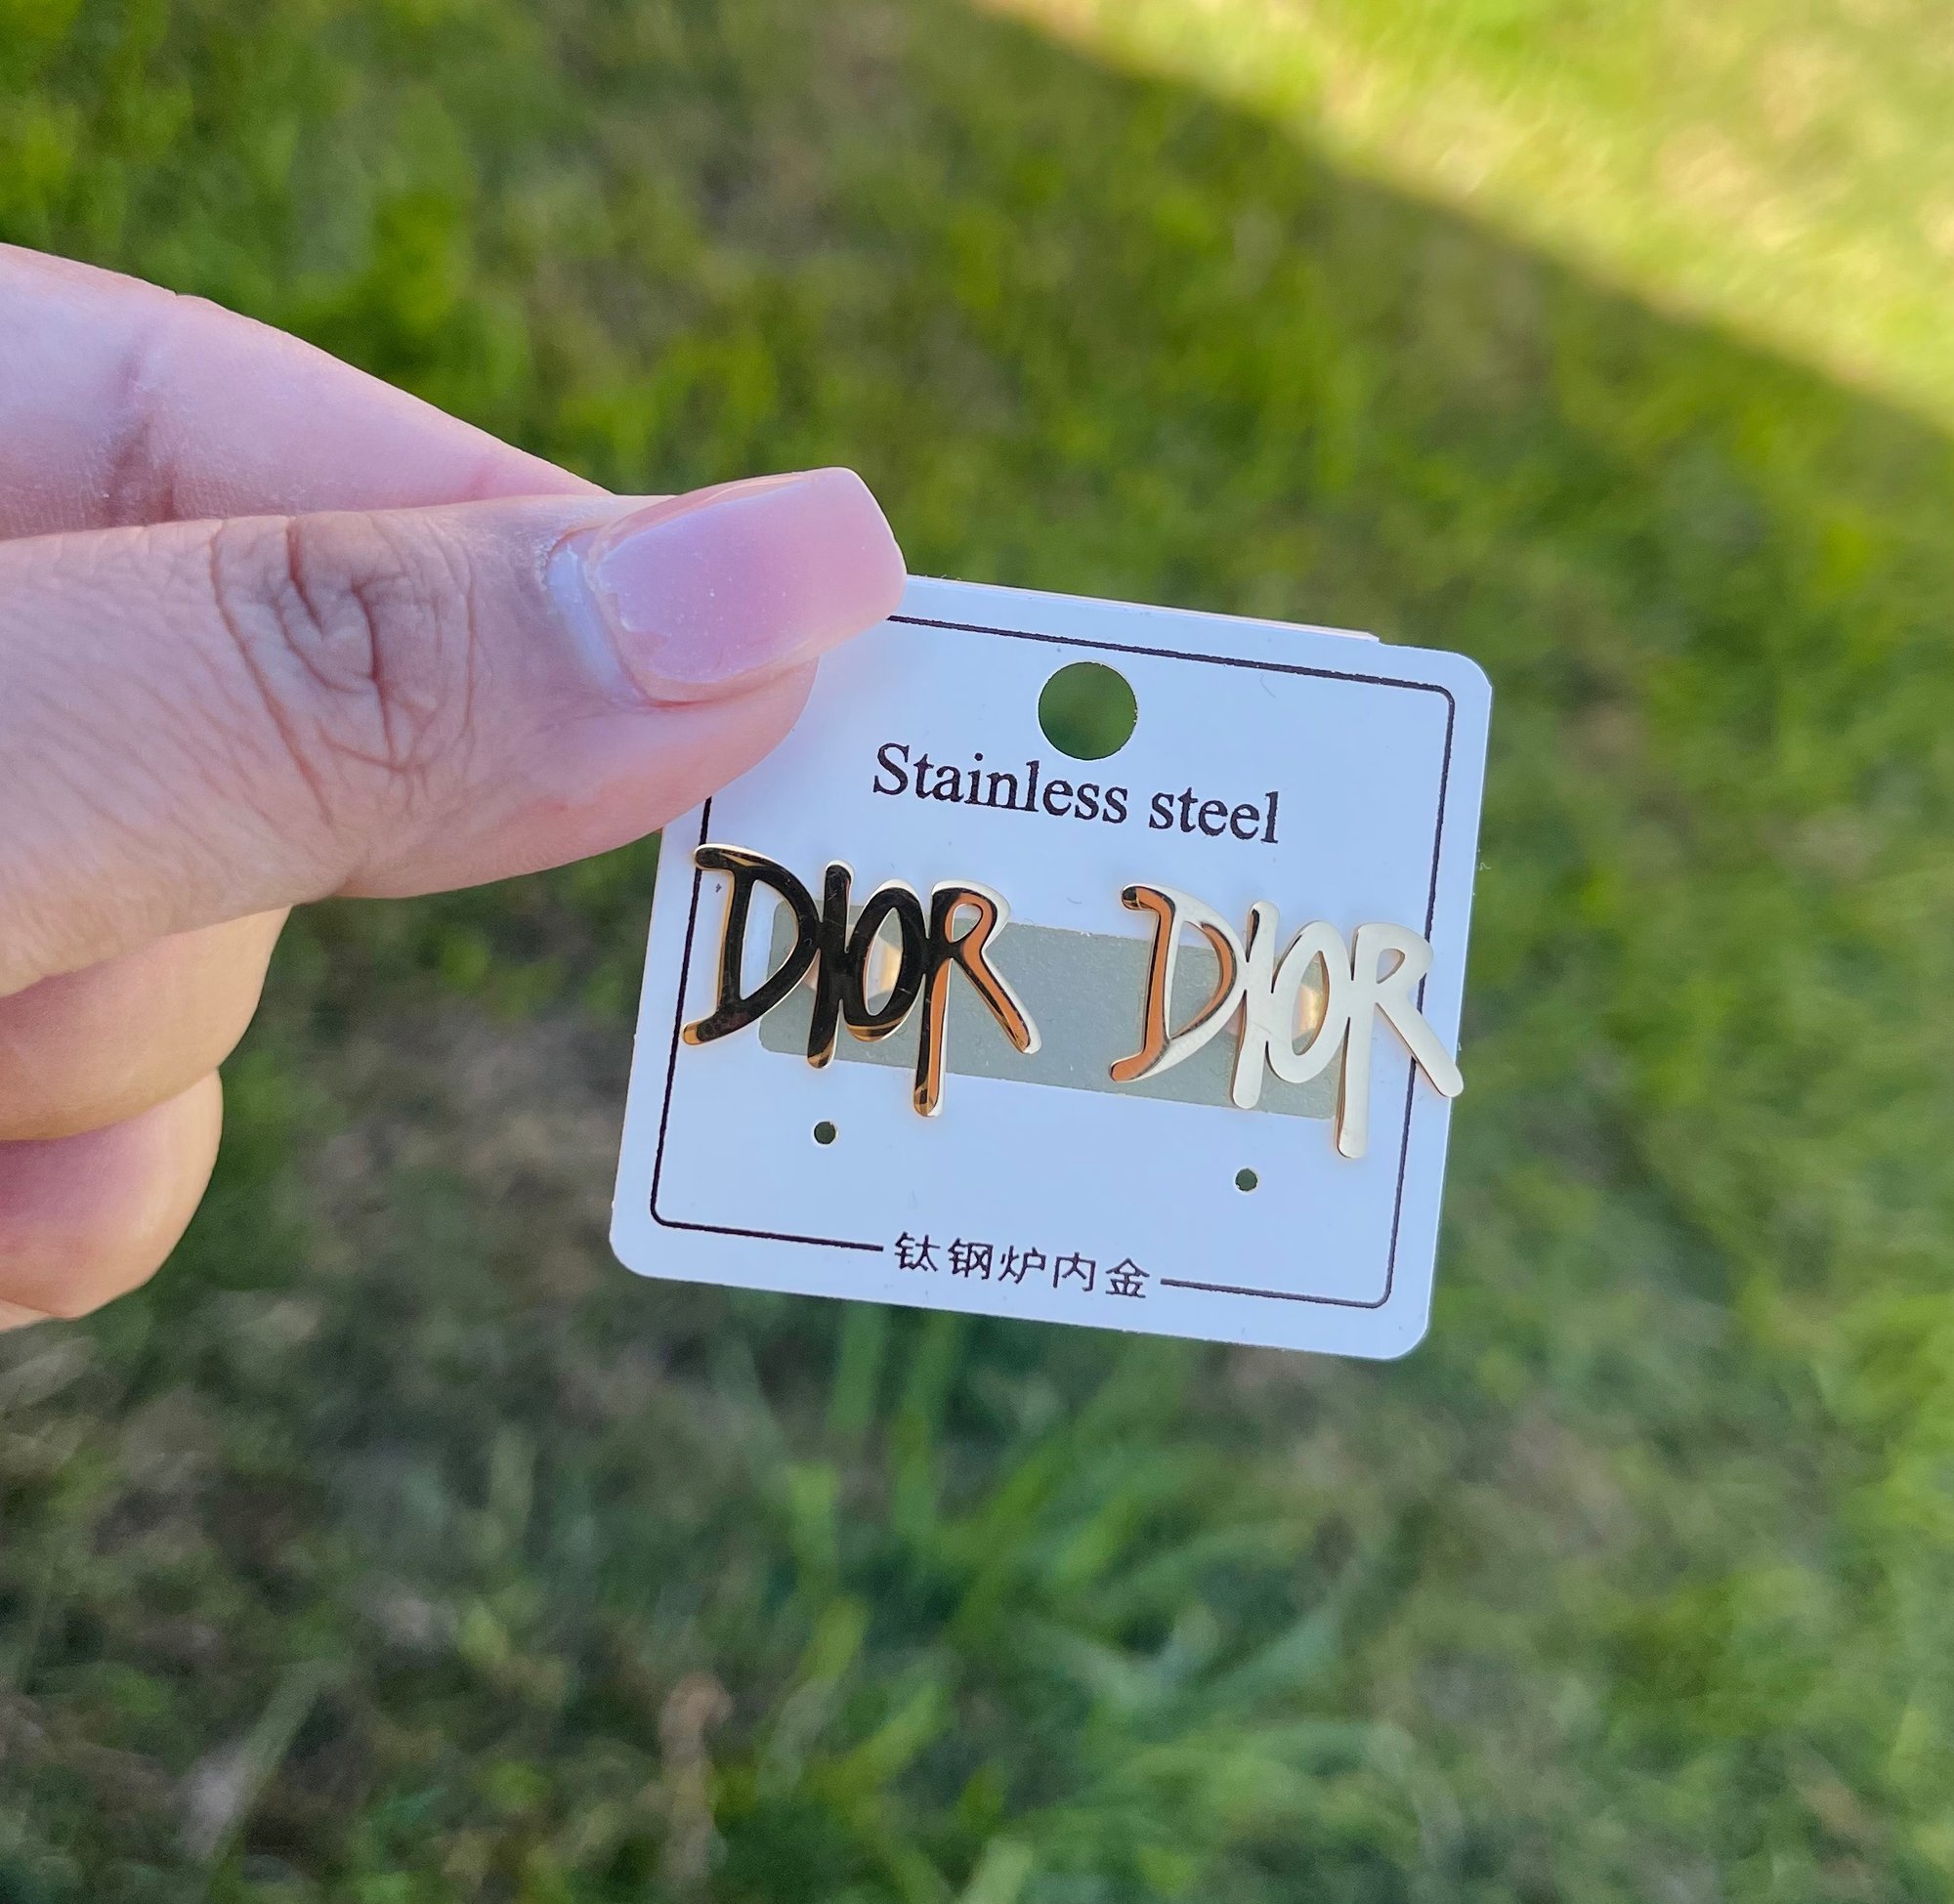 Stainless steel
DIOR DIOR
钛钢炉内金